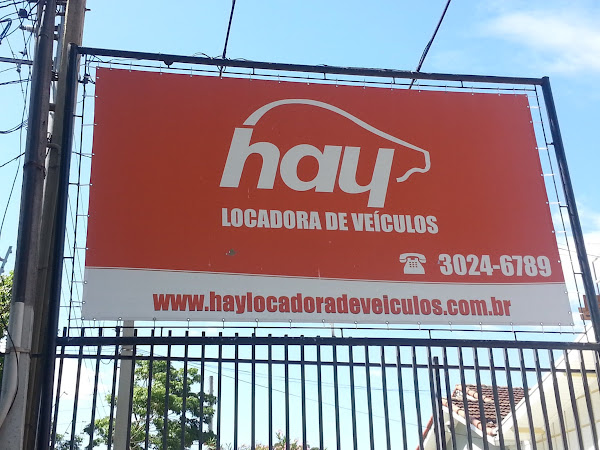 hay
LOCADORA DE VEÍCULOS
☎ 3024-6789
www.haylocadoradeveiculos.com.br